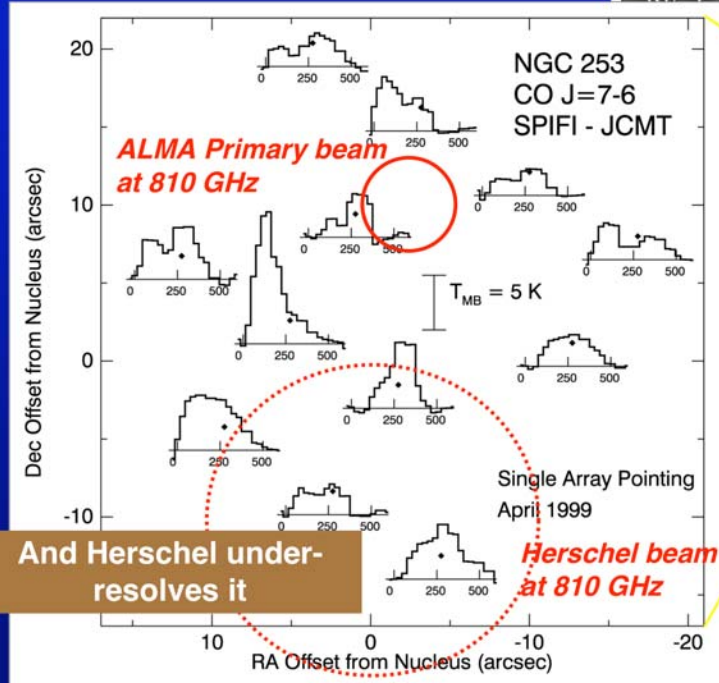 20
0 250 500
NGC 253
CO J=7-6
SPIFI - JCMT
0 250 500
ALMA Primary beam
at 810 GHz
0 250 500
10
0 250 500
0 250 500
0 250 500
TMB = 5 K
0 250 500
0
0 250 500
0 250 500
0 250 500
Dec Offset from Nucleus (arcsec)
Single Array Pointing
April 1999
-10
0 250 500
And Herschel under-
resolves it
Herschel beam
at 810 GHz
0 250 500
10 0 -10 -20
RA Offset from Nucleus (arcsec)